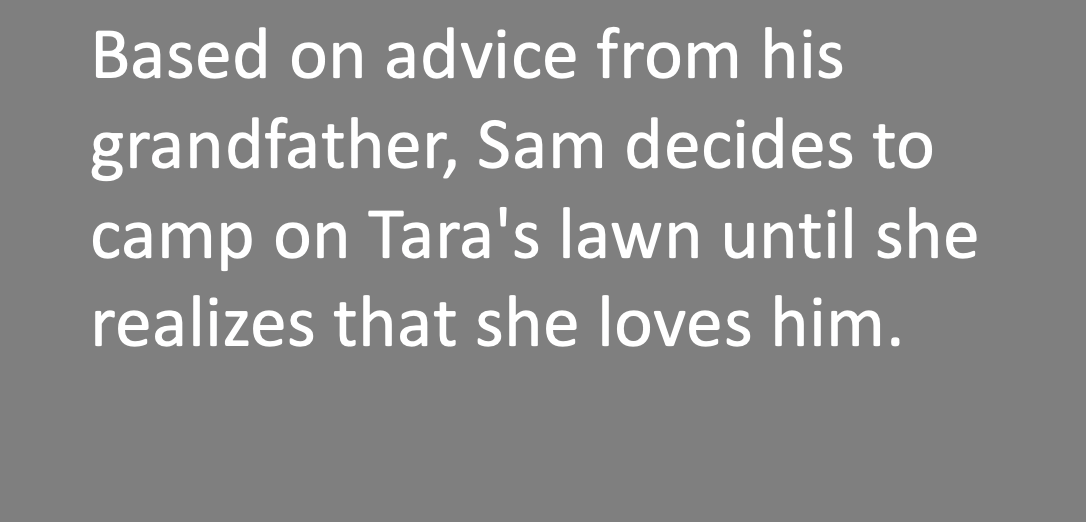 Based on advice from his
grandfather, Sam decides to
camp on Tara's lawn until she
realizes that she loves him.